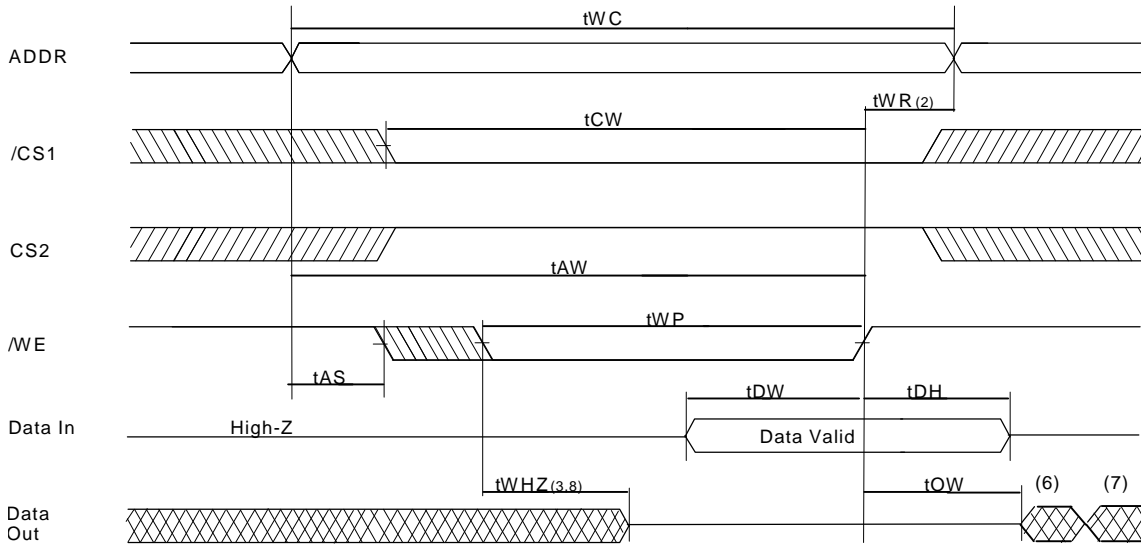 tWC
ADDR
tWR(2)
tCW
/CS1
CS2
tAW
tWP
/WE
tAS
tDW
tDH
Data In
High-Z
Data Valid
tWHZ(3,8)
tOW
(6)
(7)
Data
Out